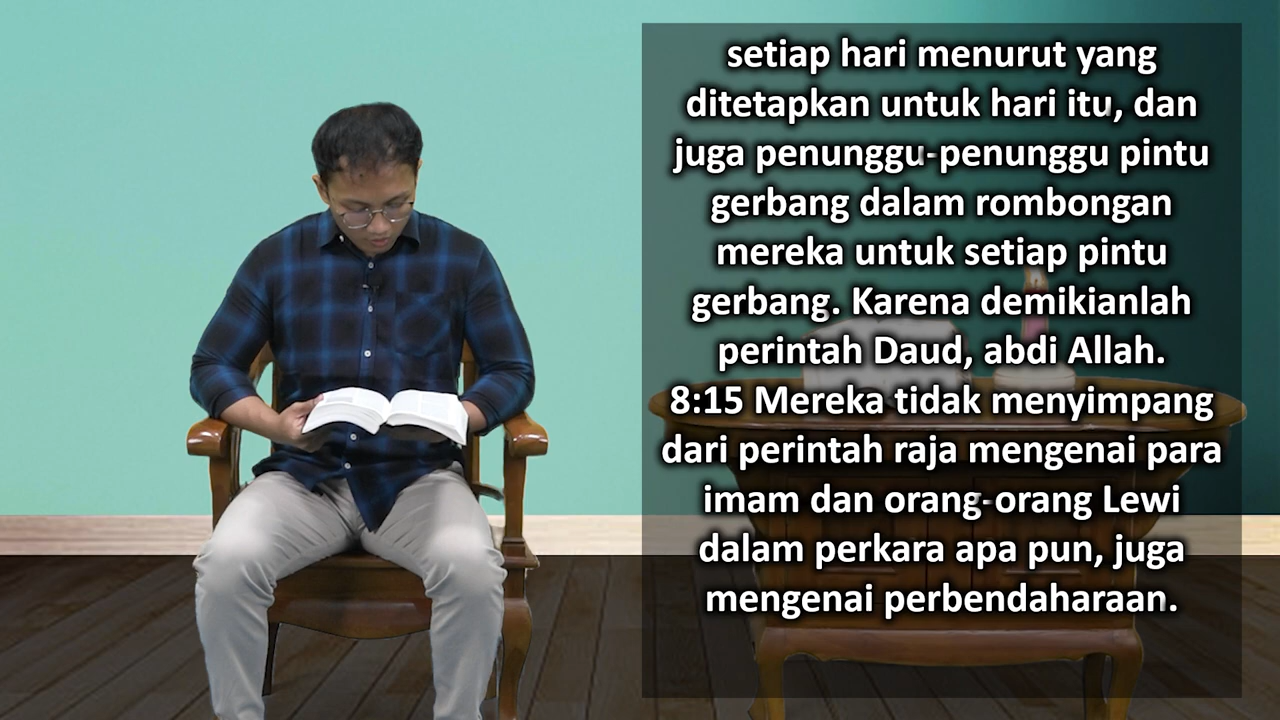 setiap hari menurut yang
ditetapkan untuk hari itu, dan
juga penunggu-penunggu pintu
gerbang dalam rombongan
mereka untuk setiap pintu
gerbang. Karena demikianlah
perintah Daud, abdi Allah.
8:15 Mereka tidak menyimpang
dari perintah raja mengenai para
imam dan orang-orang Lewi
dalam perkara apa pun, juga
mengenai perbendaharaan.